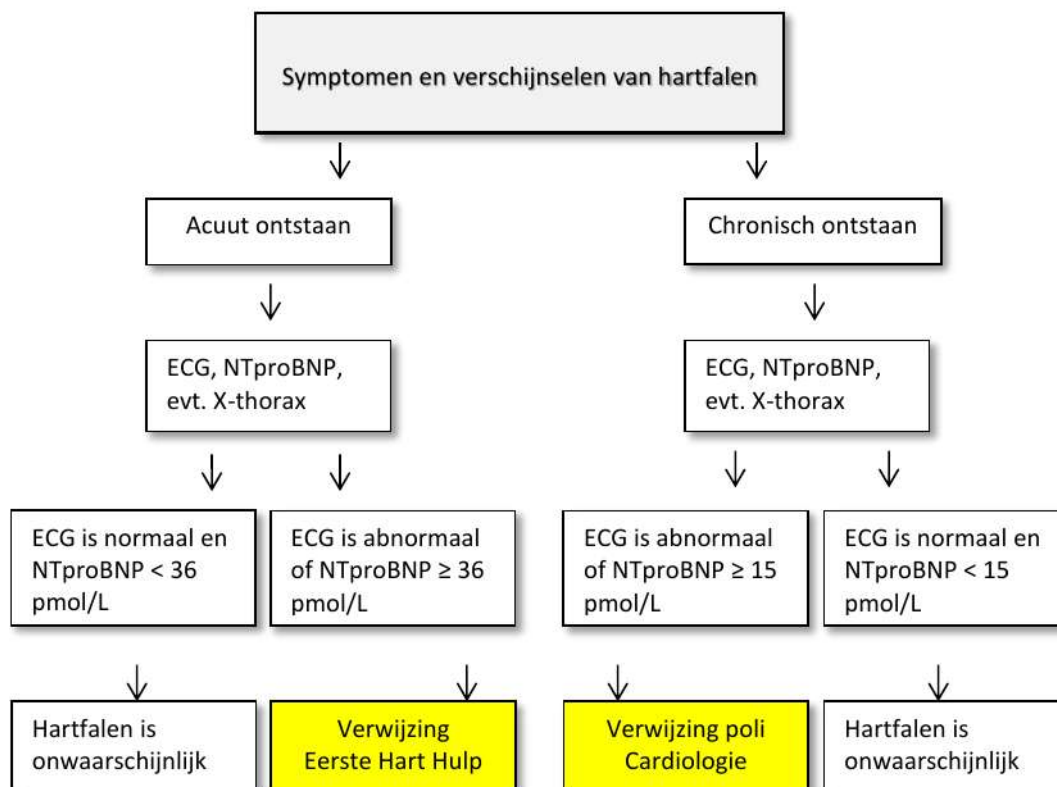 Symptomen en verschijnselen van hartfalen
Acuut ontstaan
Chronisch ontstaan
ECG, NTproBNP,
evt. X-thorax
ECG, NTproBNP,
evt. X-thorax
ECG is normaal en
NTproBNP < 36
pmol/L
ECG is abnormaal
of NTproBNP ≥ 36
pmol/L
ECG is abnormaal
of NTproBNP ≥ 15
pmol/L
ECG is normaal en
NTproBNP < 15
pmol/L
Hartfalen is
onwaarschijnlijk
Verwijzing
Eerste Hart Hulp
Verwijzing poli
Cardiologie
Hartfalen is
onwaarschijnlijk